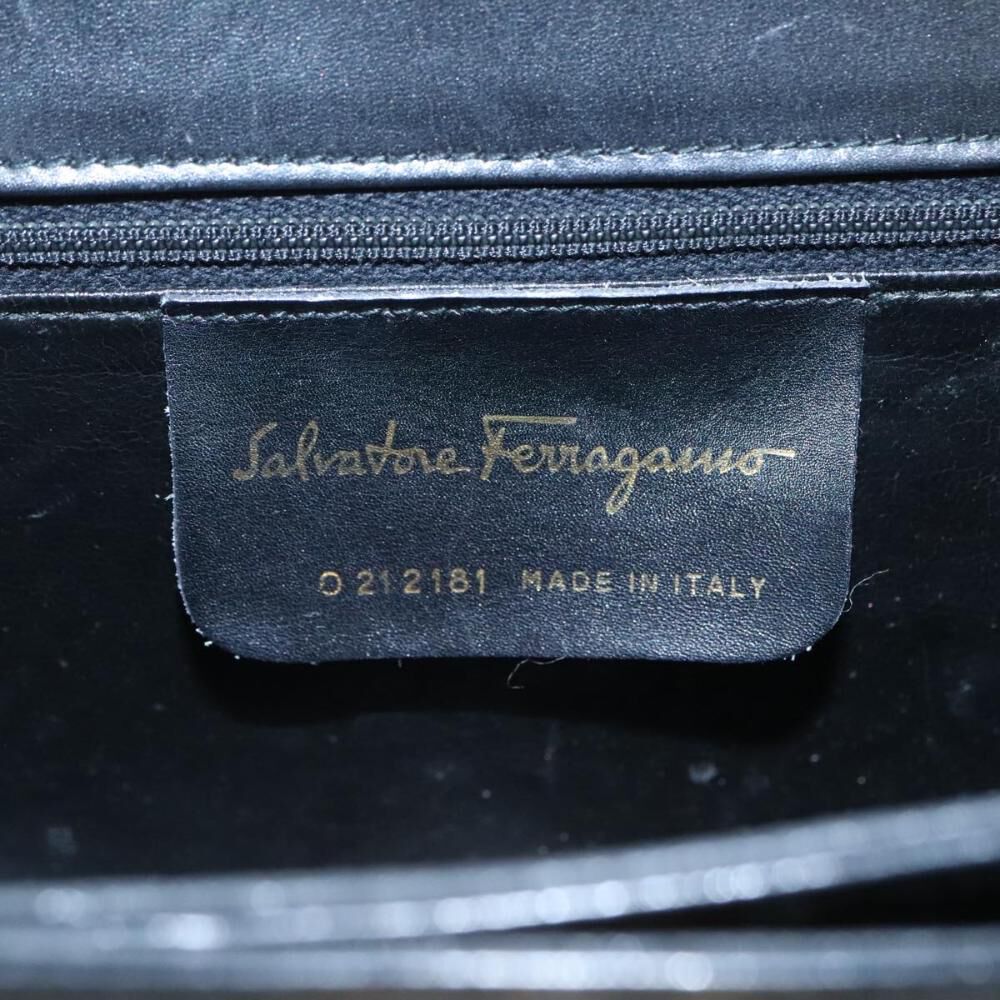 Salvatore Ferragamo
O 212181 MADE IN ITALY